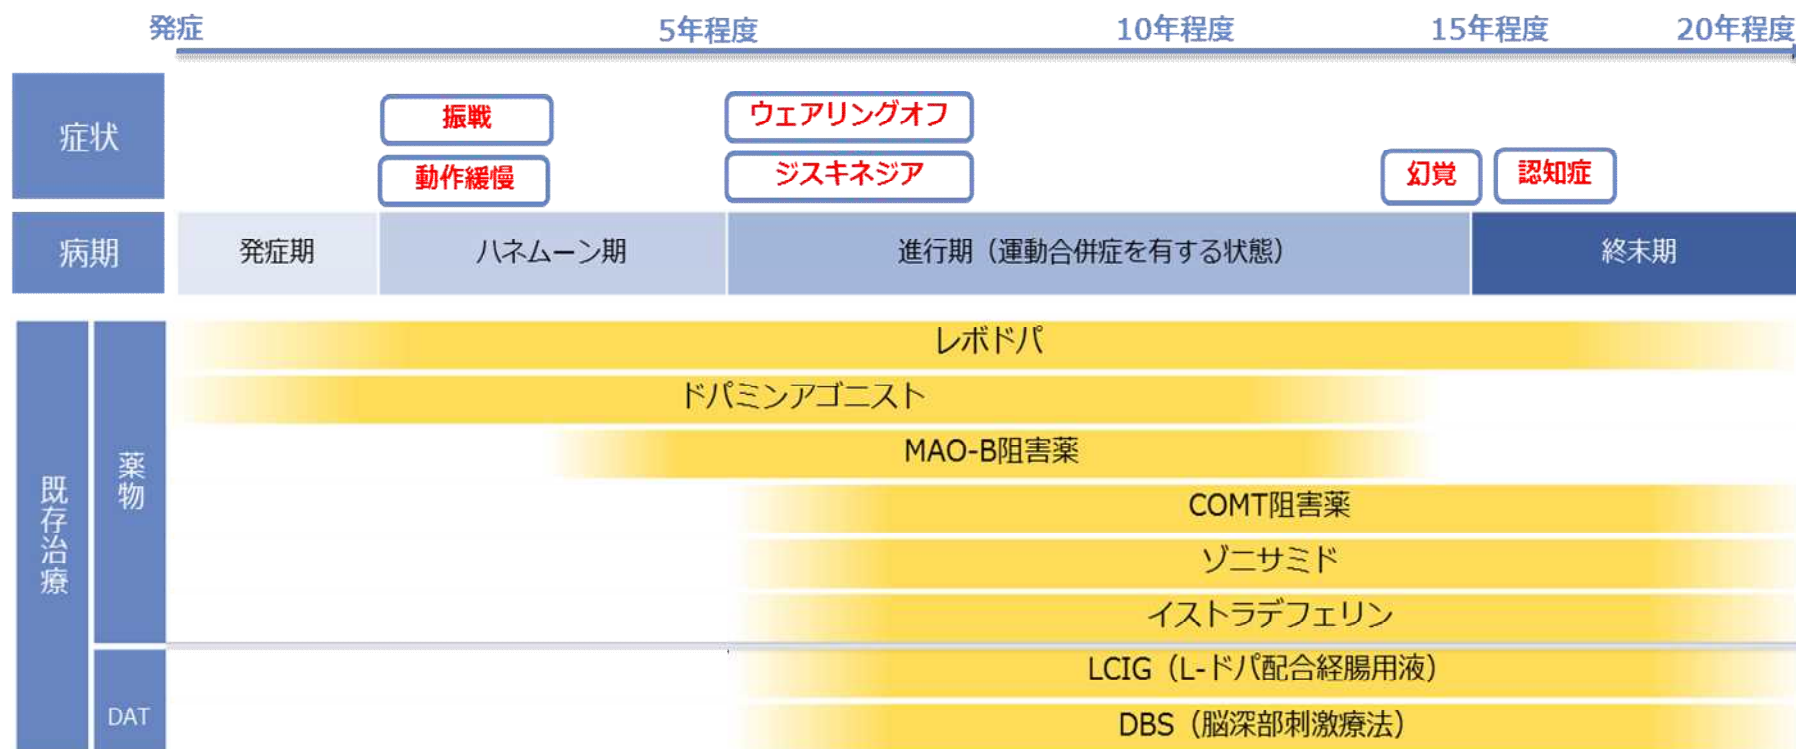 発症
5年程度
10年程度
15年程度
20年程度
症状
振戦
動作緩慢
ウェアリングオフ
ジスキネジア
幻覚
認知症
病期
発症期
ハネムーン期
進行期（運動合併症を有する状態）
終末期
既存治療
薬物
レボドパ
ドパミンアゴニスト
MAO-B阻害薬
COMT阻害薬
ゾニサミド
イストラデフェリン
DAT
LCIG（L-ドパ配合経腸用液）
DBS（脳深部刺激療法）